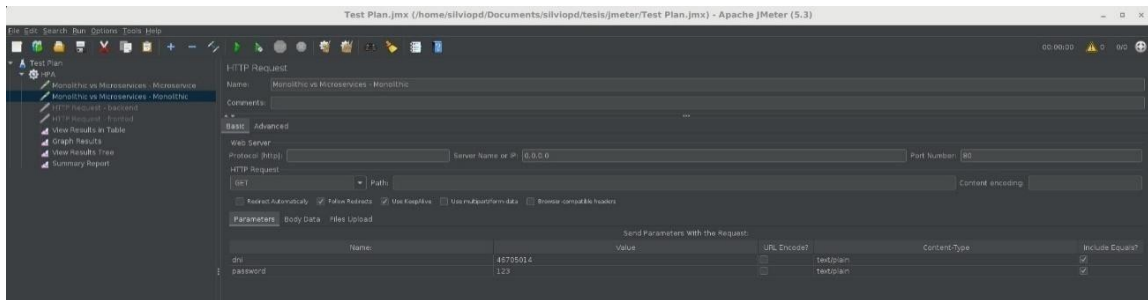 Test Plan.jmx (/home/silviopd/Documents/silviopd/tesis/jmeter/Test Plan.jmx) - Apache JMeter (5.3)
File Edit Search Run Options Tools Help
00:00:00 0 0/0
Test Plan
HPA
Monolithic vs Microservices - Microservice
Monolithic vs Microservices - Monolithic
HTTP Request - backend
HTTP Request - fronted
View Results in Table
Graph Results
View Results Tree
Summary Report
HTTP Request
Name: Monolithic vs Microservices - Monolithic
Comments:
Basic Advanced
Web Server
Protocol [http]: Server Name or IP: 0.0.0.0 Port Number: 80
HTTP Request
GET Path: Content encoding:
Redirect Automatically Follow Redirects Use KeepAlive Use multipart/form-data Browser-compatible headers
Parameters Body Data Files Upload
Send Parameters With the Request:
Name: Value URL Encode? Content-Type Include Equals?
dni 46705014 text/plain
password 123 text/plain